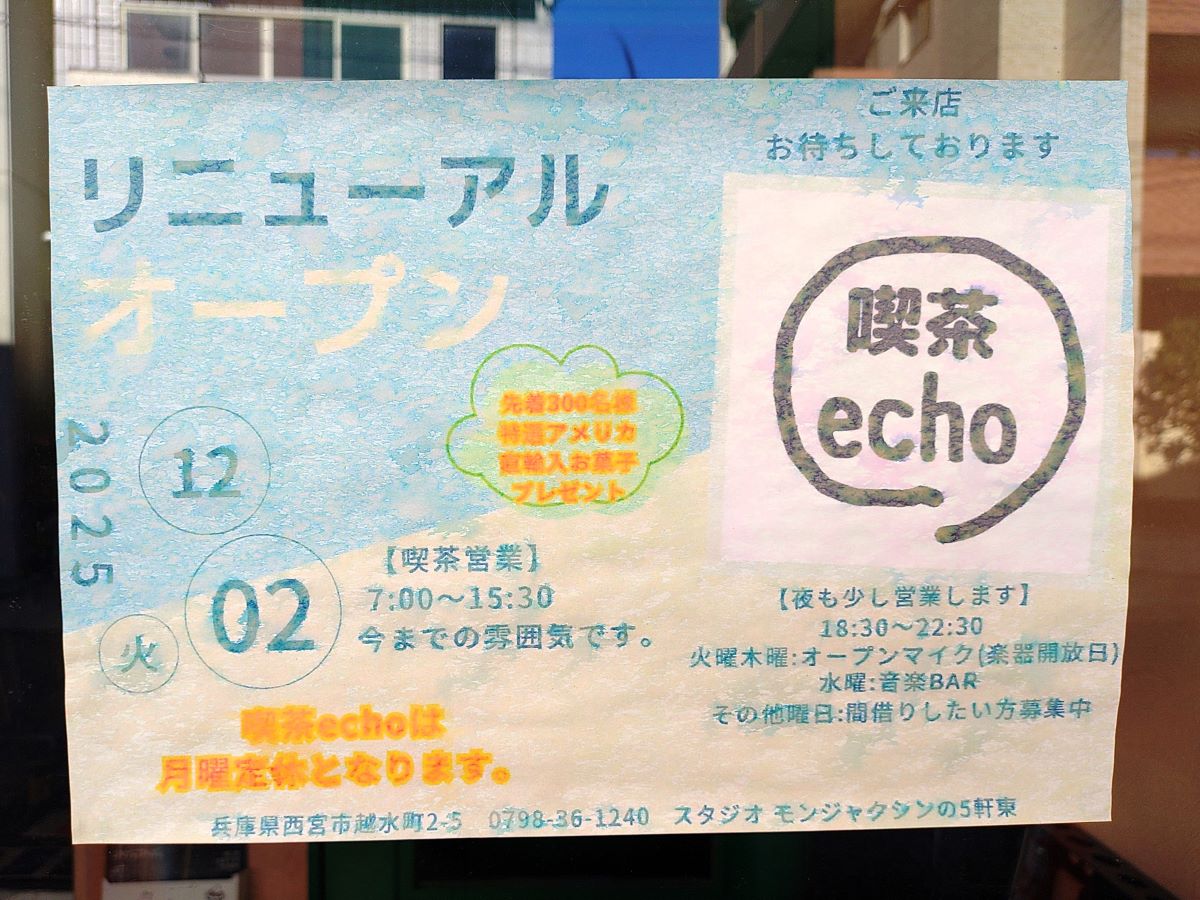 リニューアル
オープン
2025
12
02
火
先着300名様
特選アメリカ
直輸入お菓子
プレゼント
【喫茶営業】
7:00～15:30
今までの雰囲気です。
喫茶echoは
月曜定休となります。
ご来店
お待ちしております
喫茶
echo
【夜も少し営業します】
18:30～22:30
火曜木曜:オープンマイク(楽器開放日)
水曜:音楽BAR
その他曜日:間借りしたい方募集中
兵庫県西宮市越水町2-5　0798-36-1240　スタジオ モンジャクシンの5軒東